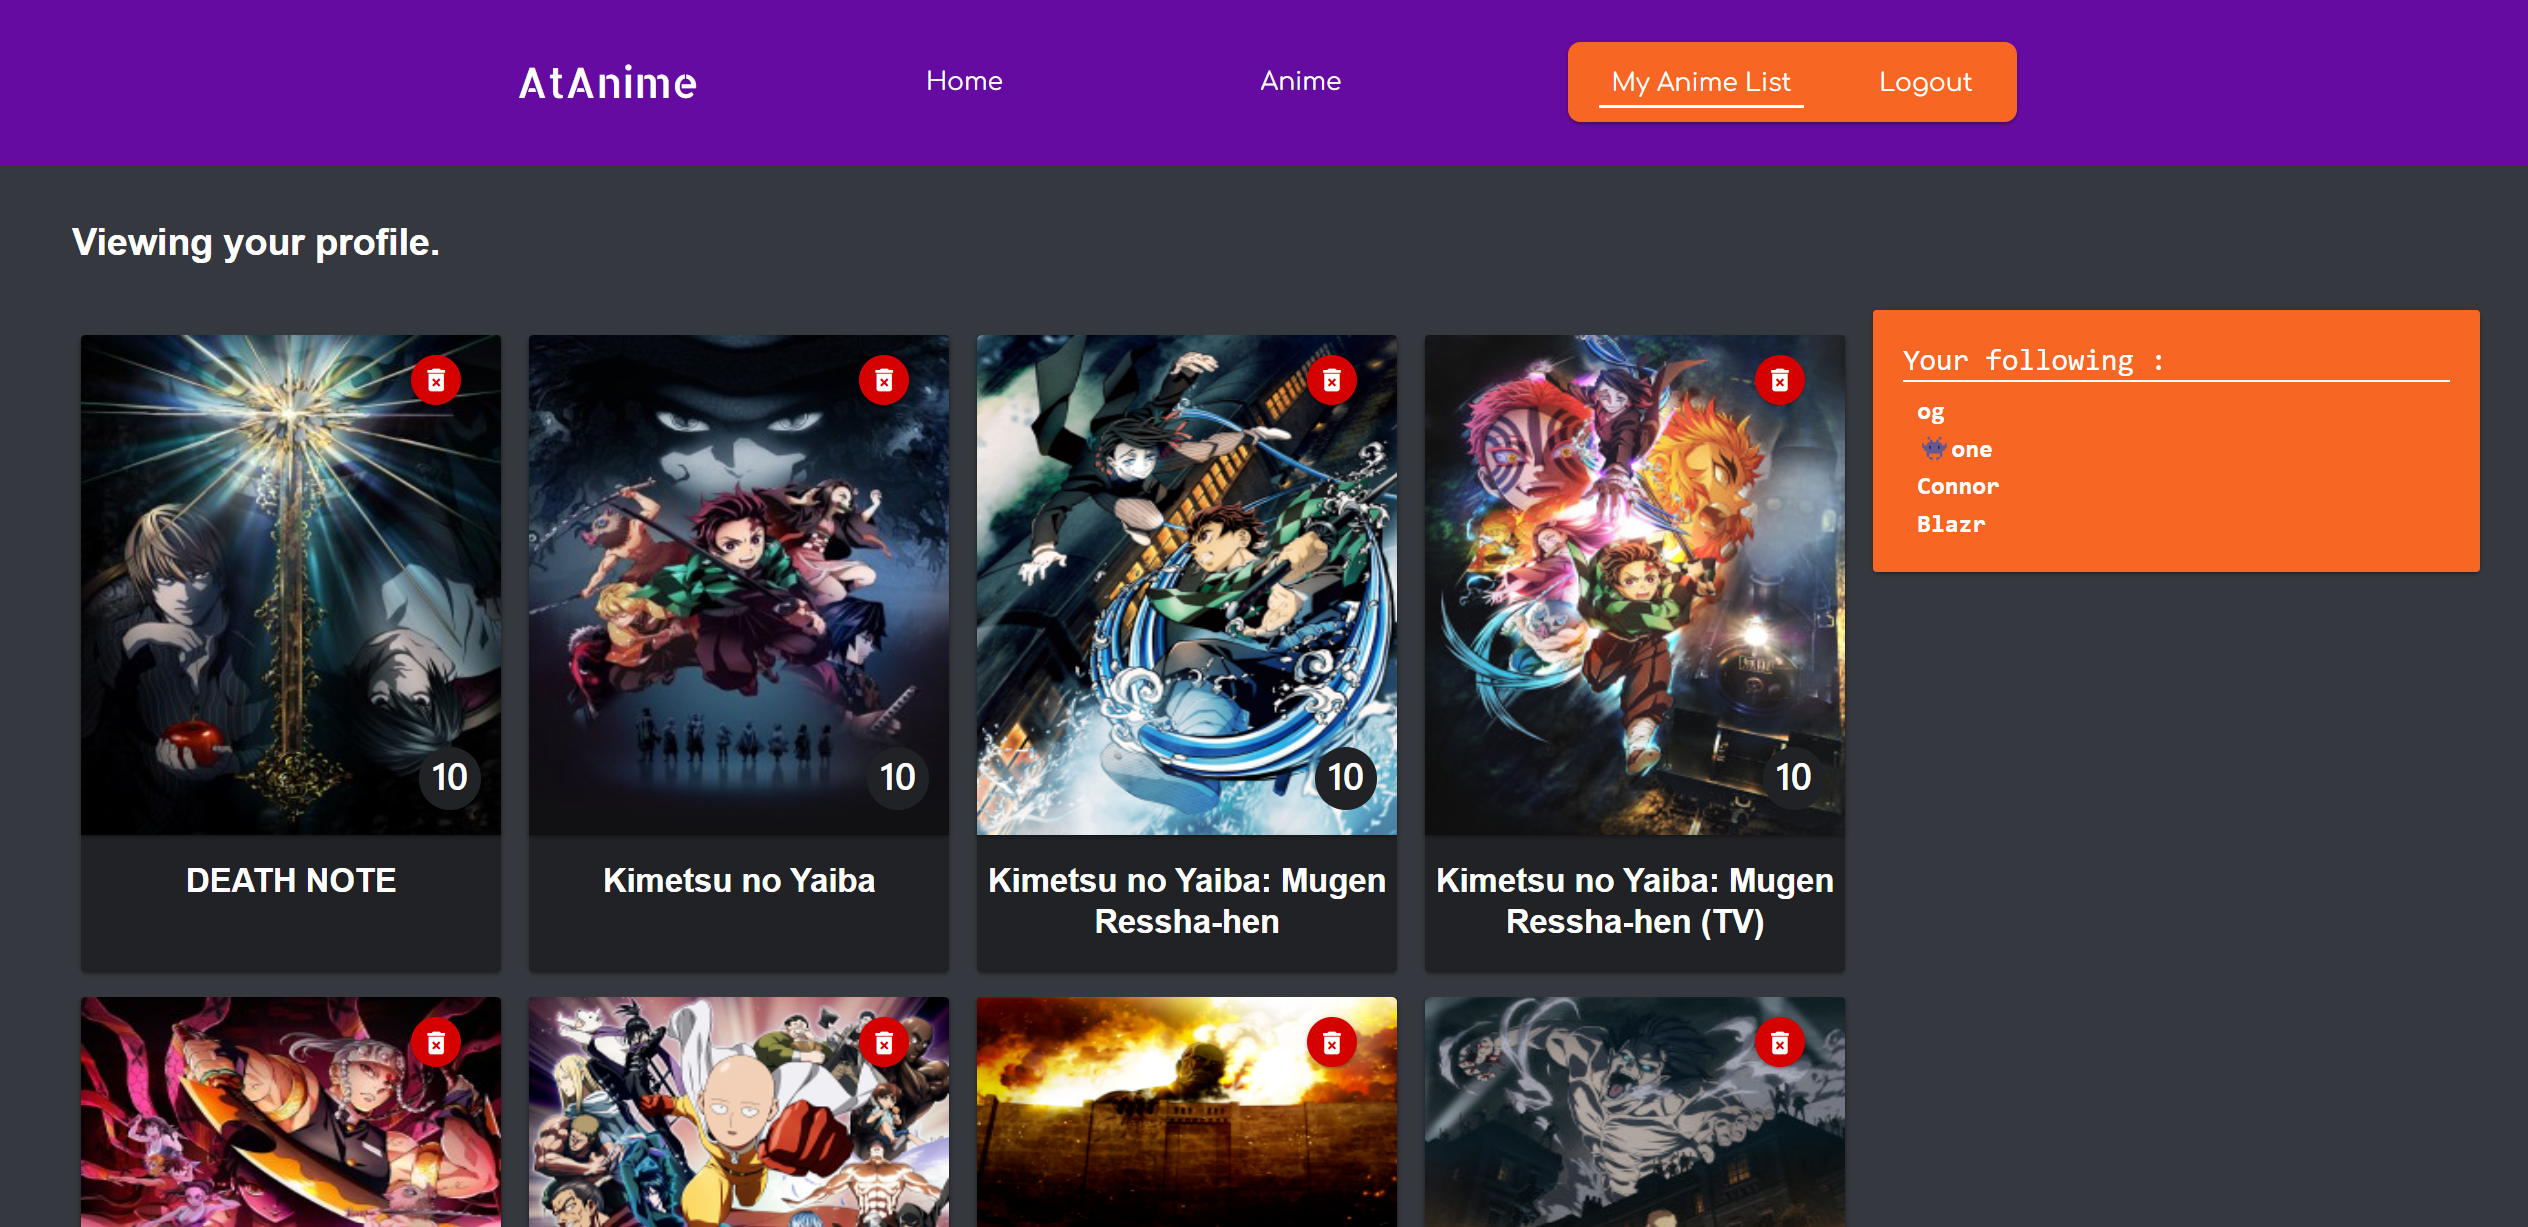 AtAnime
Home
Anime
My Anime List
Logout
Viewing your profile.
Your following :
og
👾one
Connor
Blazr
10
10
10
10
DEATH NOTE
Kimetsu no Yaiba
Kimetsu no Yaiba: Mugen
Ressha-hen
Kimetsu no Yaiba: Mugen
Ressha-hen (TV)